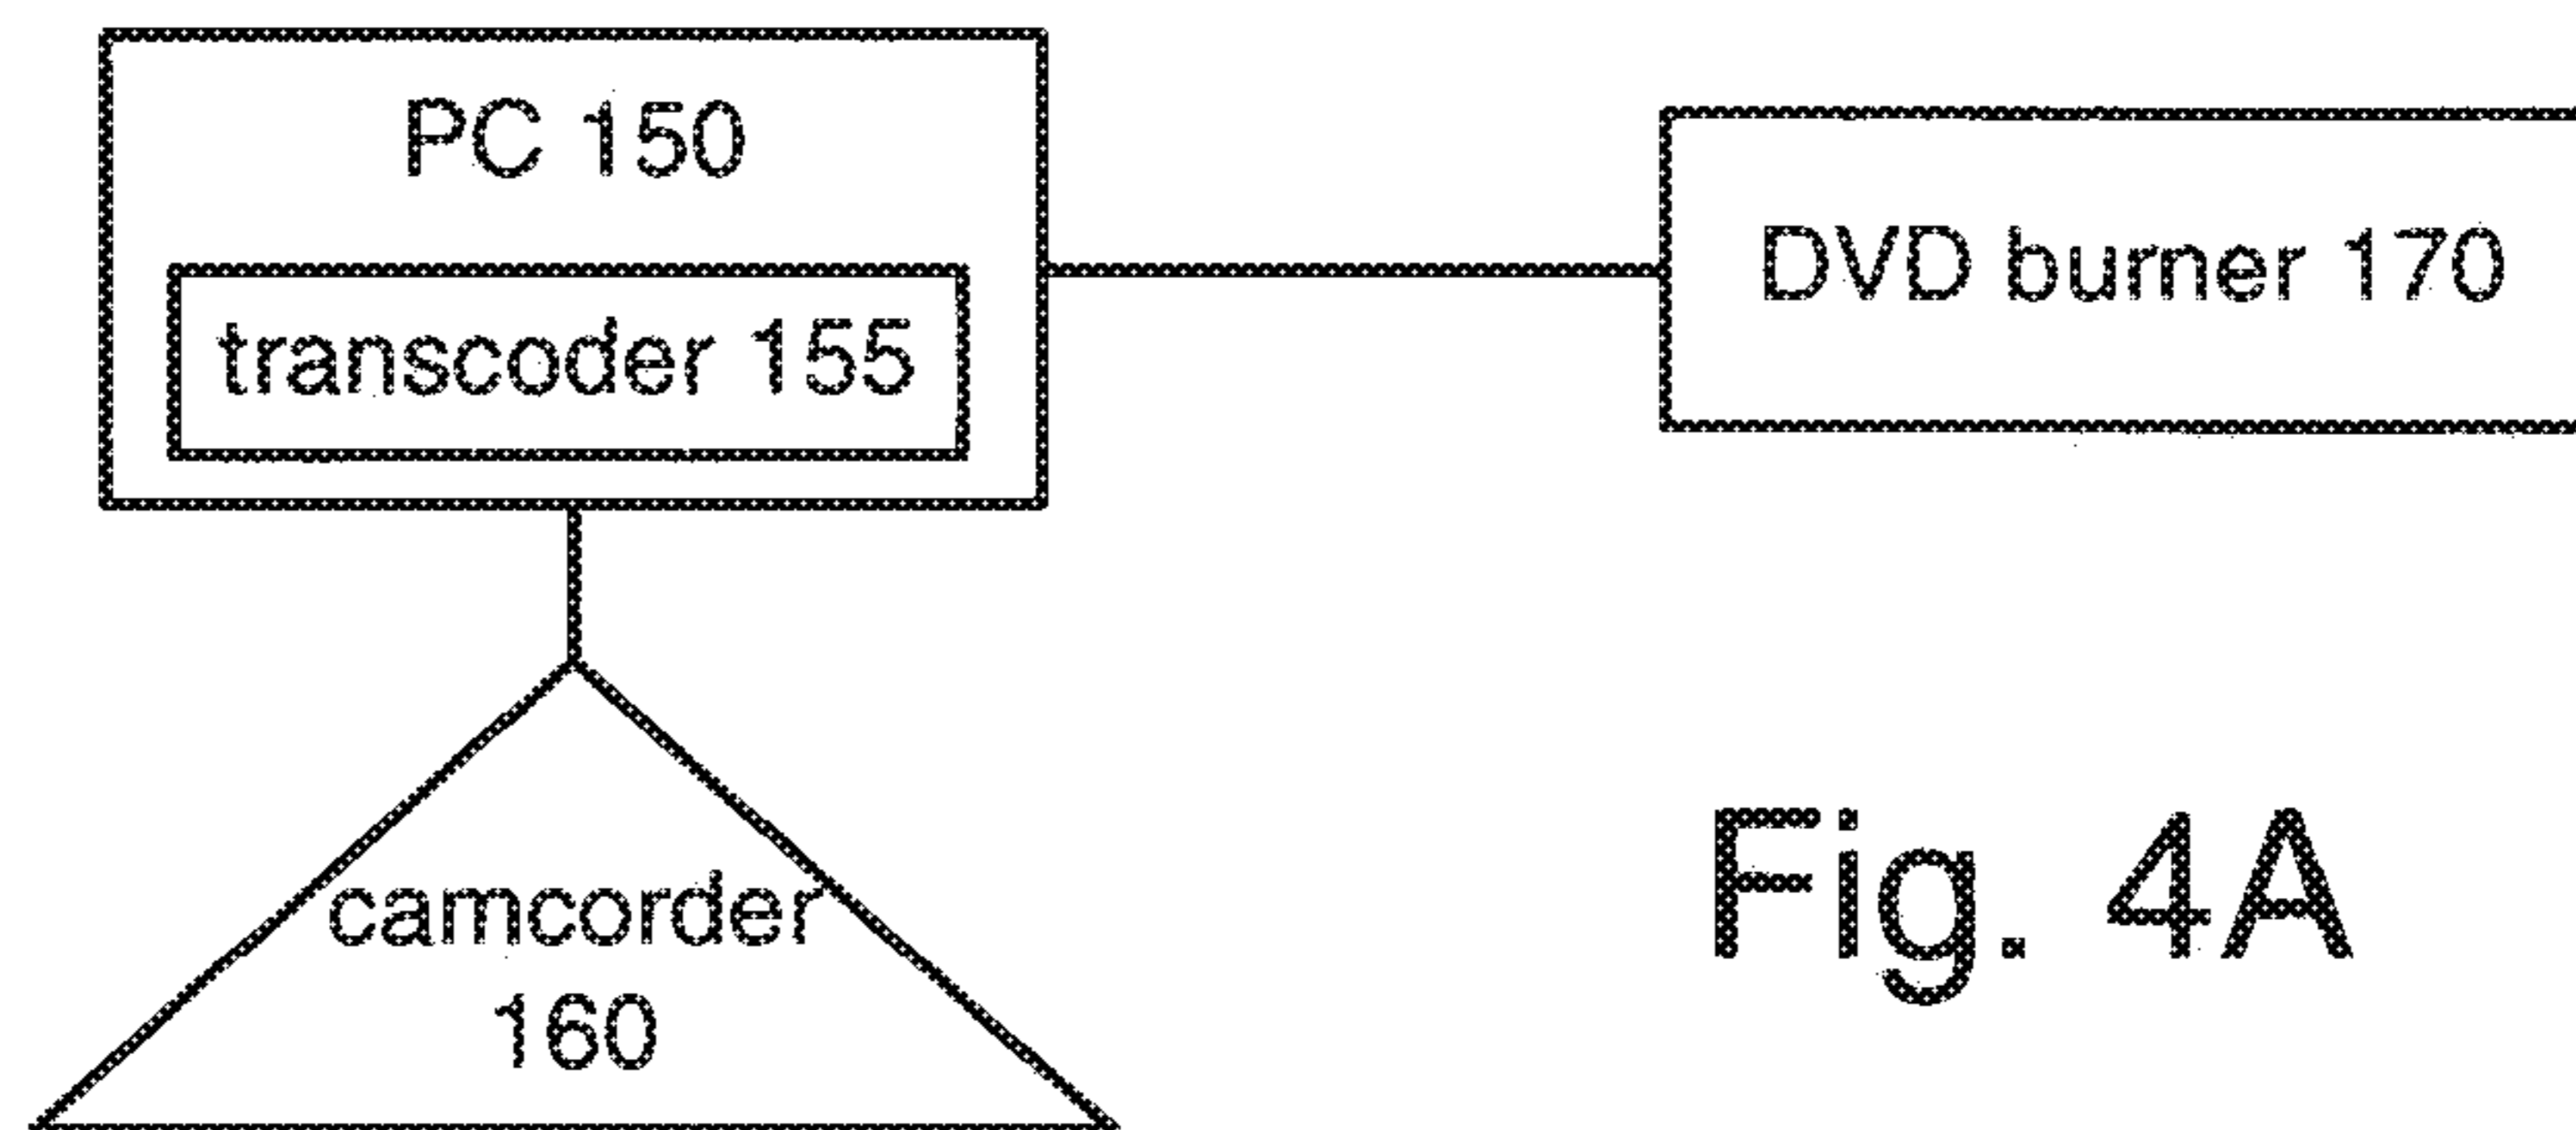 PC 150
transcoder 155
DVD burner 170
camcorder
160
Fig. 4A